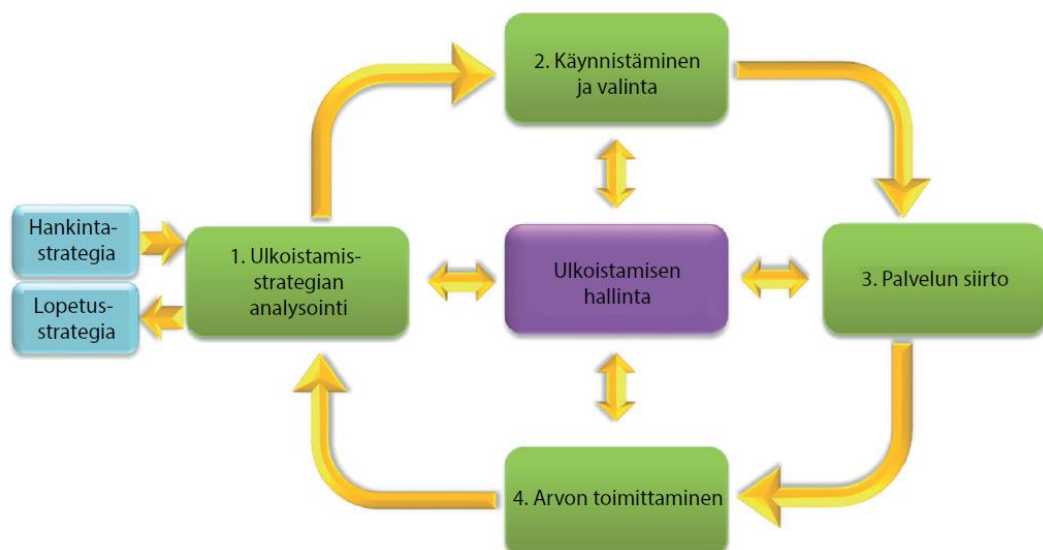 2. Käynnistäminen
ja valinta
Hankinta-
strategia
Lopetus-
strategia
1. Ulkoistamis-
strategian
analysointi
Ulkoistamisen
hallinta
3. Palvelun siirto
4. Arvon toimittaminen